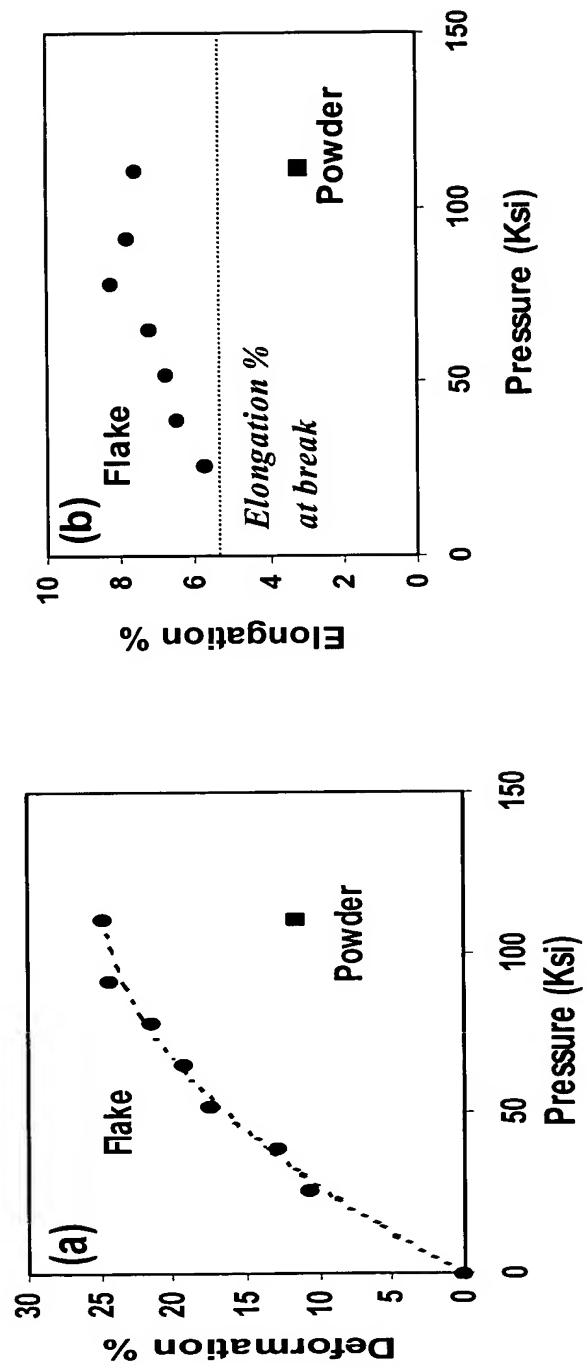 (a)
30
25
20
15
10
5
0
Deformation %
Flake
Powder
0
50
100
150
Pressure (Ksi)
(b)
10
8
6
4
2
0
Elongation %
Flake
Elongation %
at break
Powder
0
50
100
150
Pressure (Ksi)